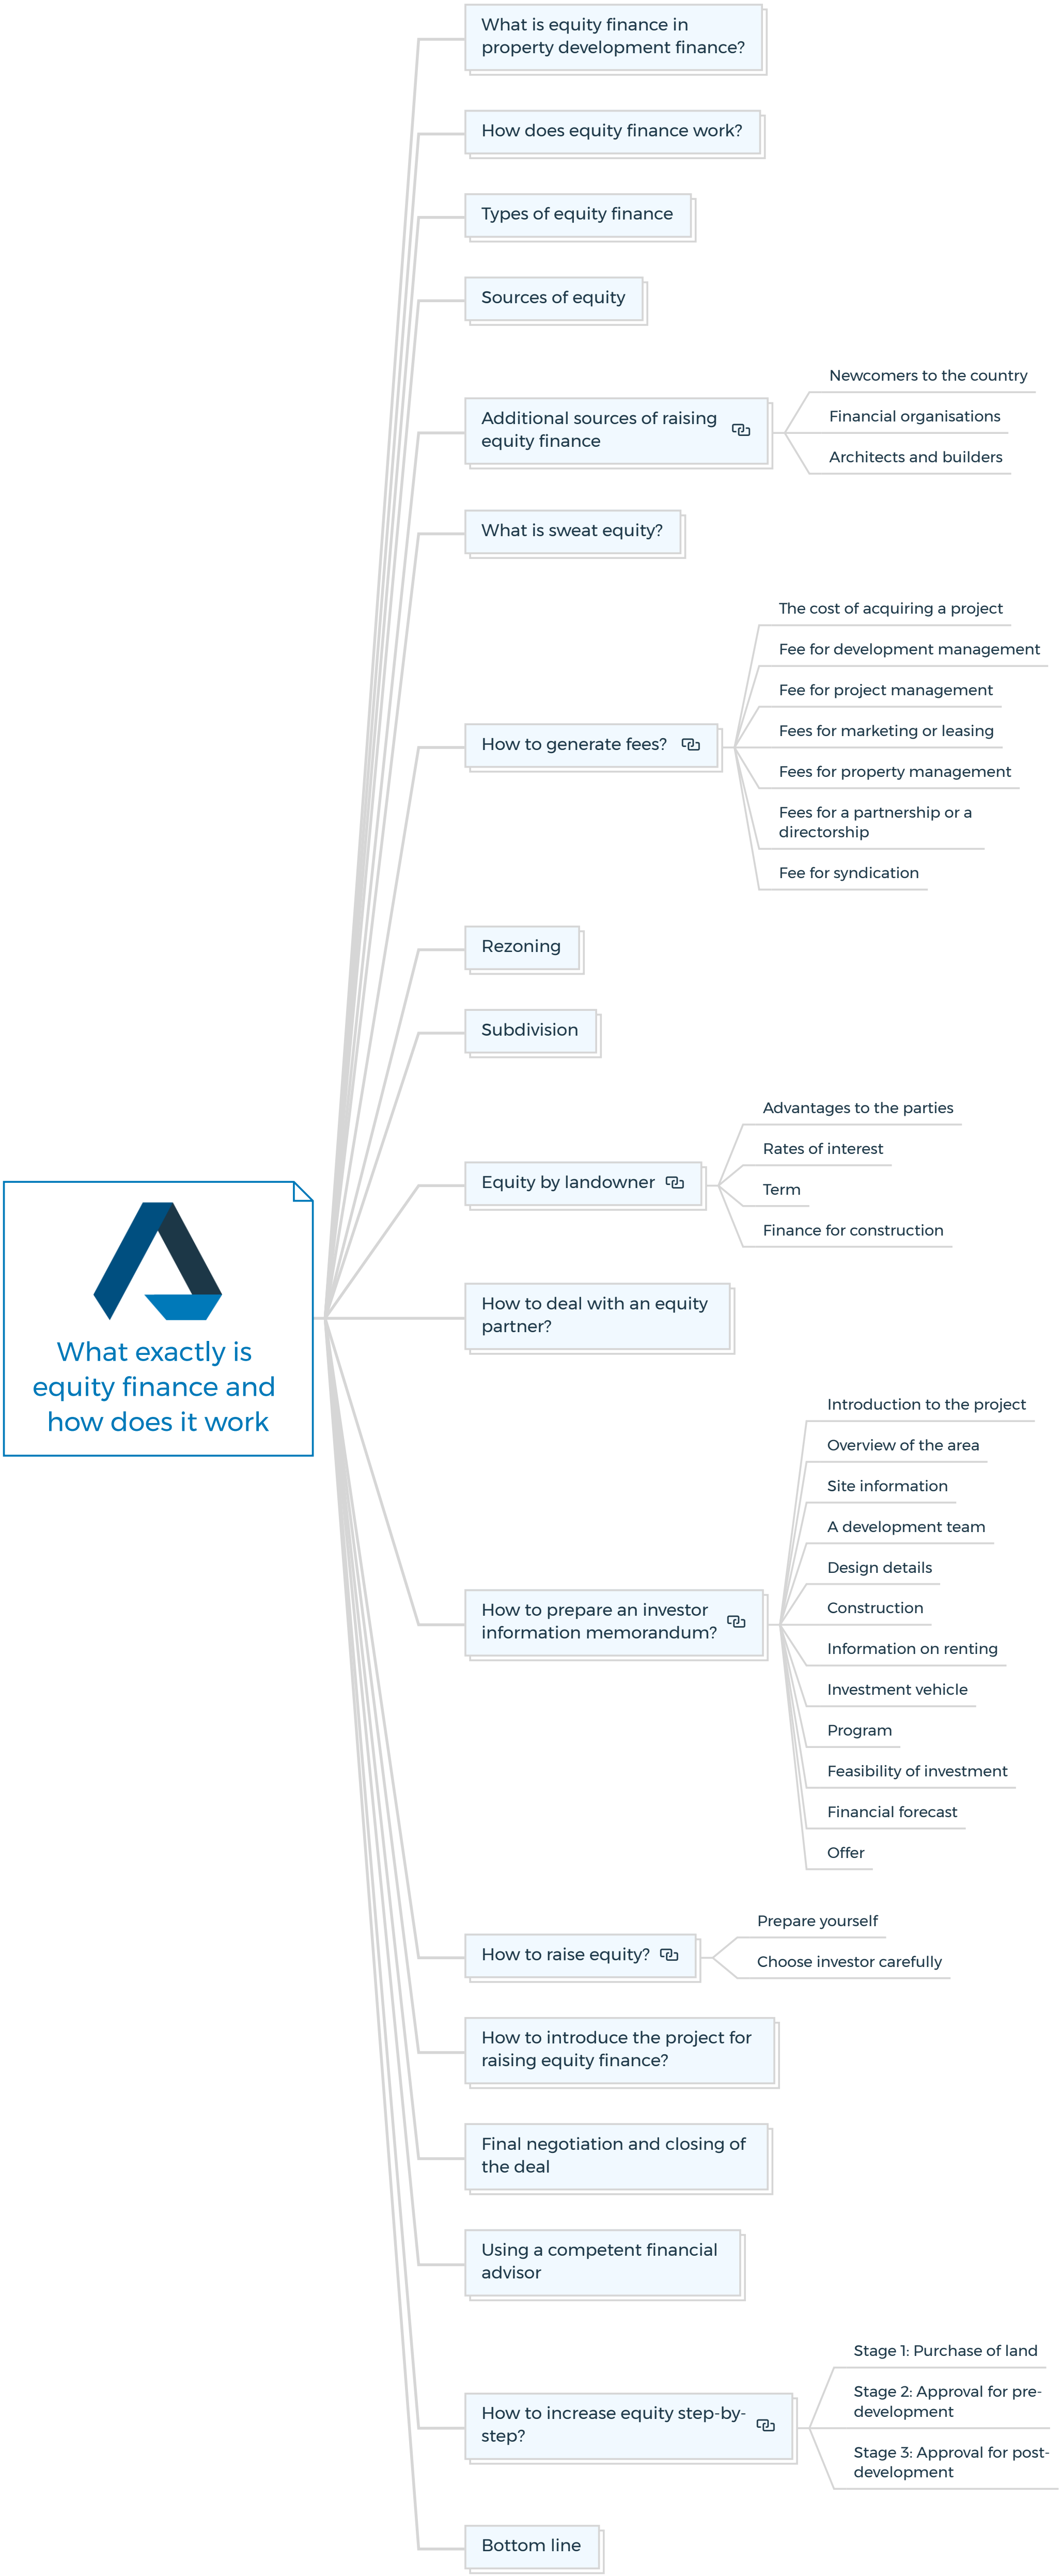 What is equity finance in
property development finance?
How does equity finance work?
Types of equity finance
Sources of equity
Additional sources of raising
equity finance
Newcomers to the country
Financial organisations
Architects and builders
What is sweat equity?
How to generate fees?
The cost of acquiring a project
Fee for development management
Fee for project management
Fees for marketing or leasing
Fees for property management
Fees for a partnership or a
directorship
Fee for syndication
Rezoning
Subdivision
Equity by landowner
Advantages to the parties
Rates of interest
Term
Finance for construction
What exactly is
equity finance and
how does it work
How to deal with an equity
partner?
How to prepare an investor
information memorandum?
Introduction to the project
Overview of the area
Site information
A development team
Design details
Construction
Information on renting
Investment vehicle
Program
Feasibility of investment
Financial forecast
Offer
How to raise equity?
Prepare yourself
Choose investor carefully
How to introduce the project for
raising equity finance?
Final negotiation and closing of
the deal
Using a competent financial
advisor
How to increase equity step-by-
step?
Stage 1: Purchase of land
Stage 2: Approval for pre-
development
Stage 3: Approval for post-
development
Bottom line